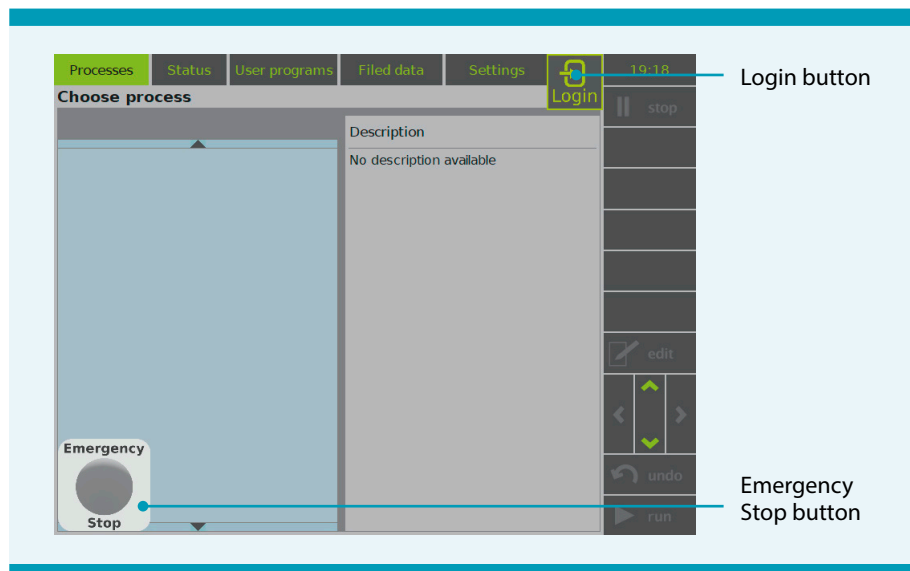 Processes Status User programs Filed data Settings Login 19:18
Choose process
stop
Description
No description available
edit
undo
run
Emergency
Stop
Login button
Emergency
Stop button